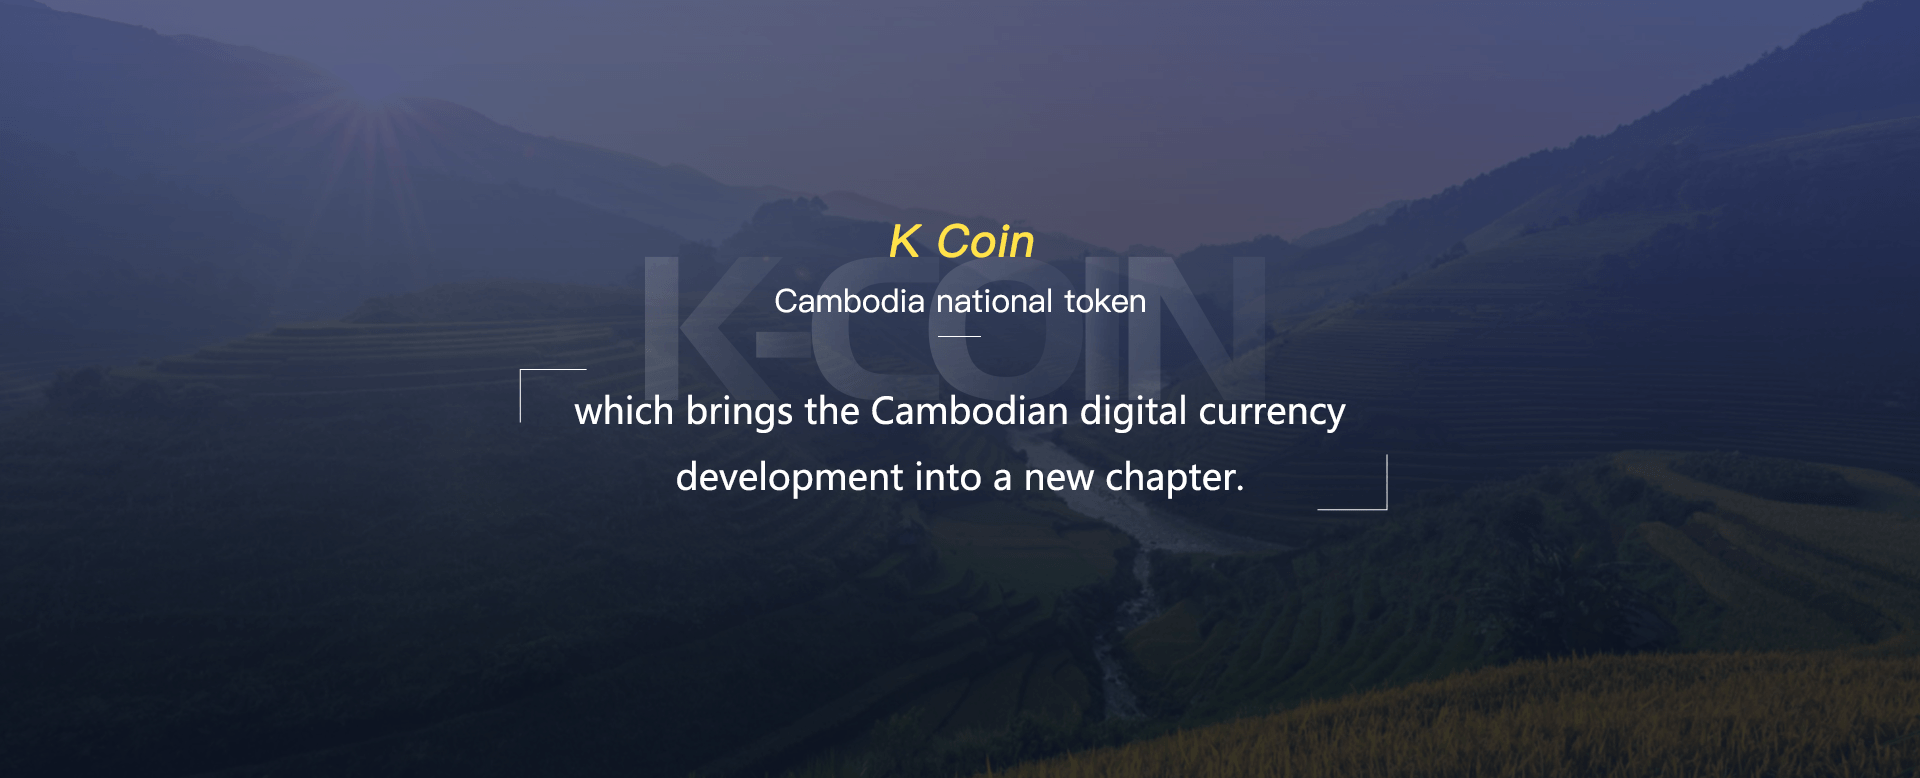 K Coin
K-COIN
Cambodia national token
which brings the Cambodian digital currency
development into a new chapter.